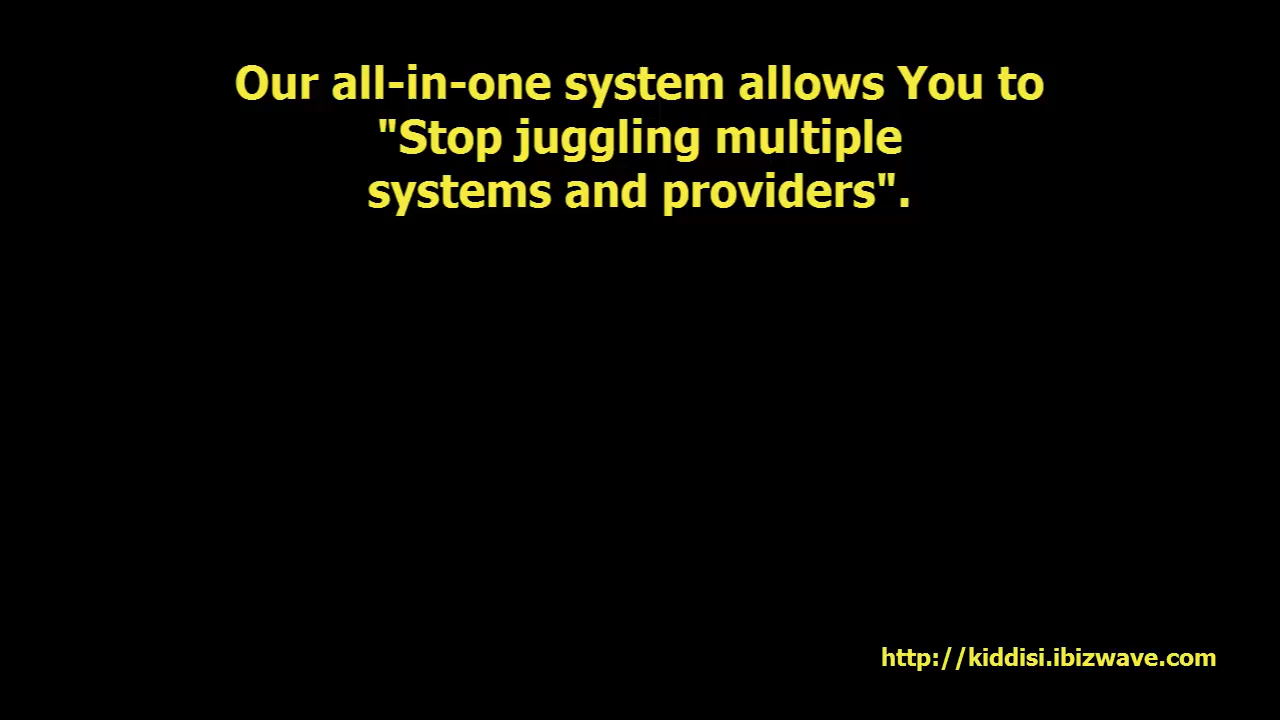 Our all-in-one system allows You to
"Stop juggling multiple
systems and providers".
http://kiddisi.ibizwave.com